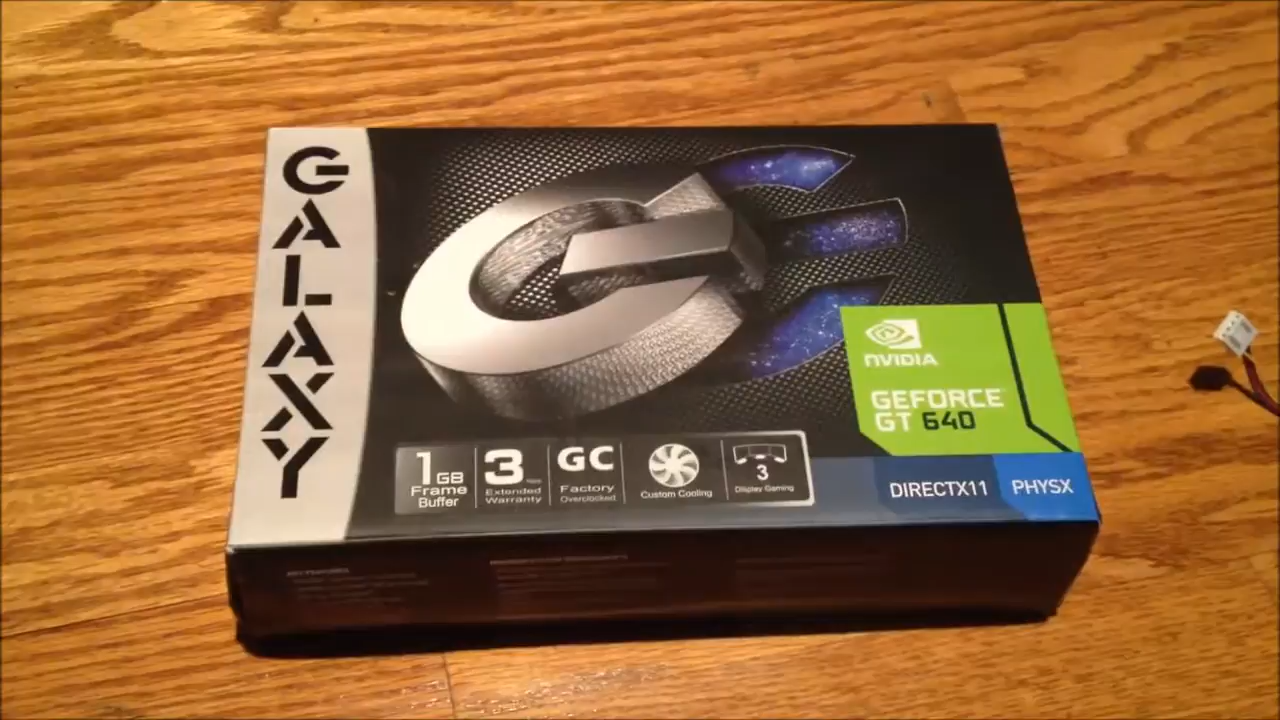 GALAXY
NVIDIA
GEFORCE
GT 640
1GB
Frame
Buffer
3
Extended
Warranty
GC
Factory
Overclocked
Custom Cooling
3
Display Gaming
DIRECTX11
PHYSX